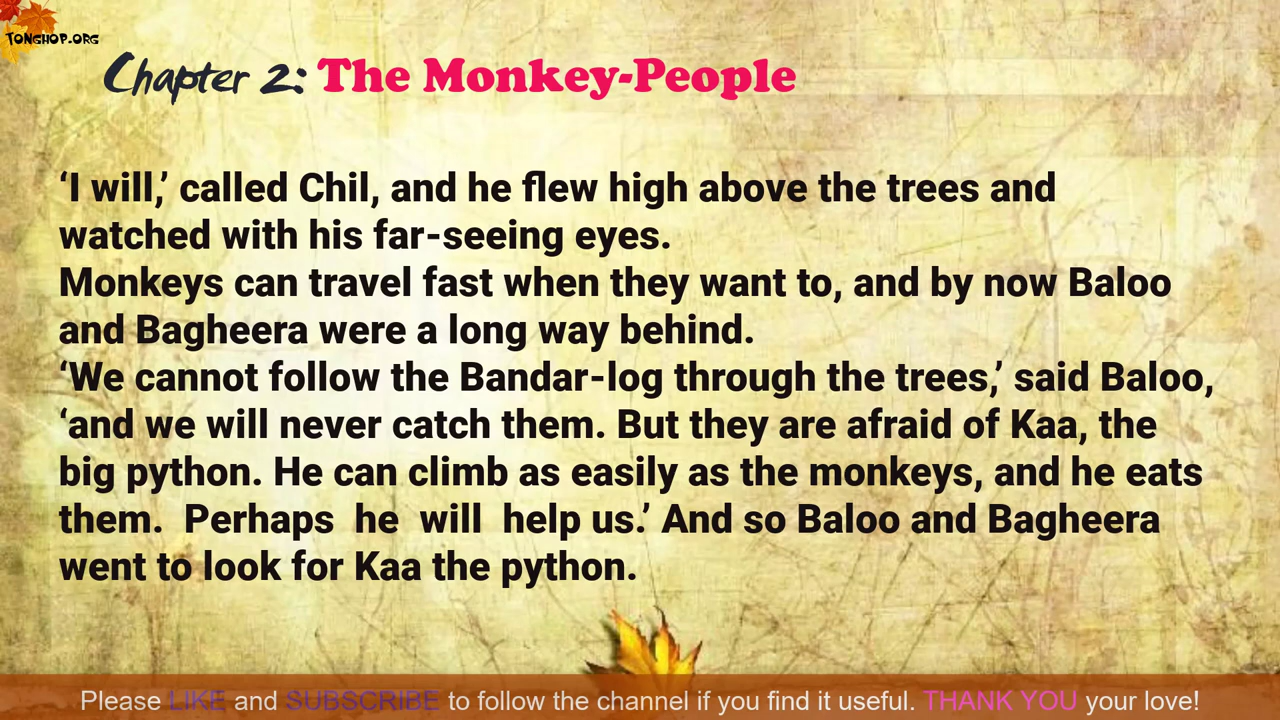 TONGHOP.ORG
Chapter 2: The Monkey-People
‘I will,’ called Chil, and he flew high above the trees and
watched with his far-seeing eyes.
Monkeys can travel fast when they want to, and by now Baloo
and Bagheera were a long way behind.
‘We cannot follow the Bandar-log through the trees,’ said Baloo,
‘and we will never catch them. But they are afraid of Kaa, the
big python. He can climb as easily as the monkeys, and he eats
them. Perhaps he will help us.’ And so Baloo and Bagheera
went to look for Kaa the python.
Please LIKE and SUBSCRIBE to follow the channel if you find it useful. THANK YOU your love!